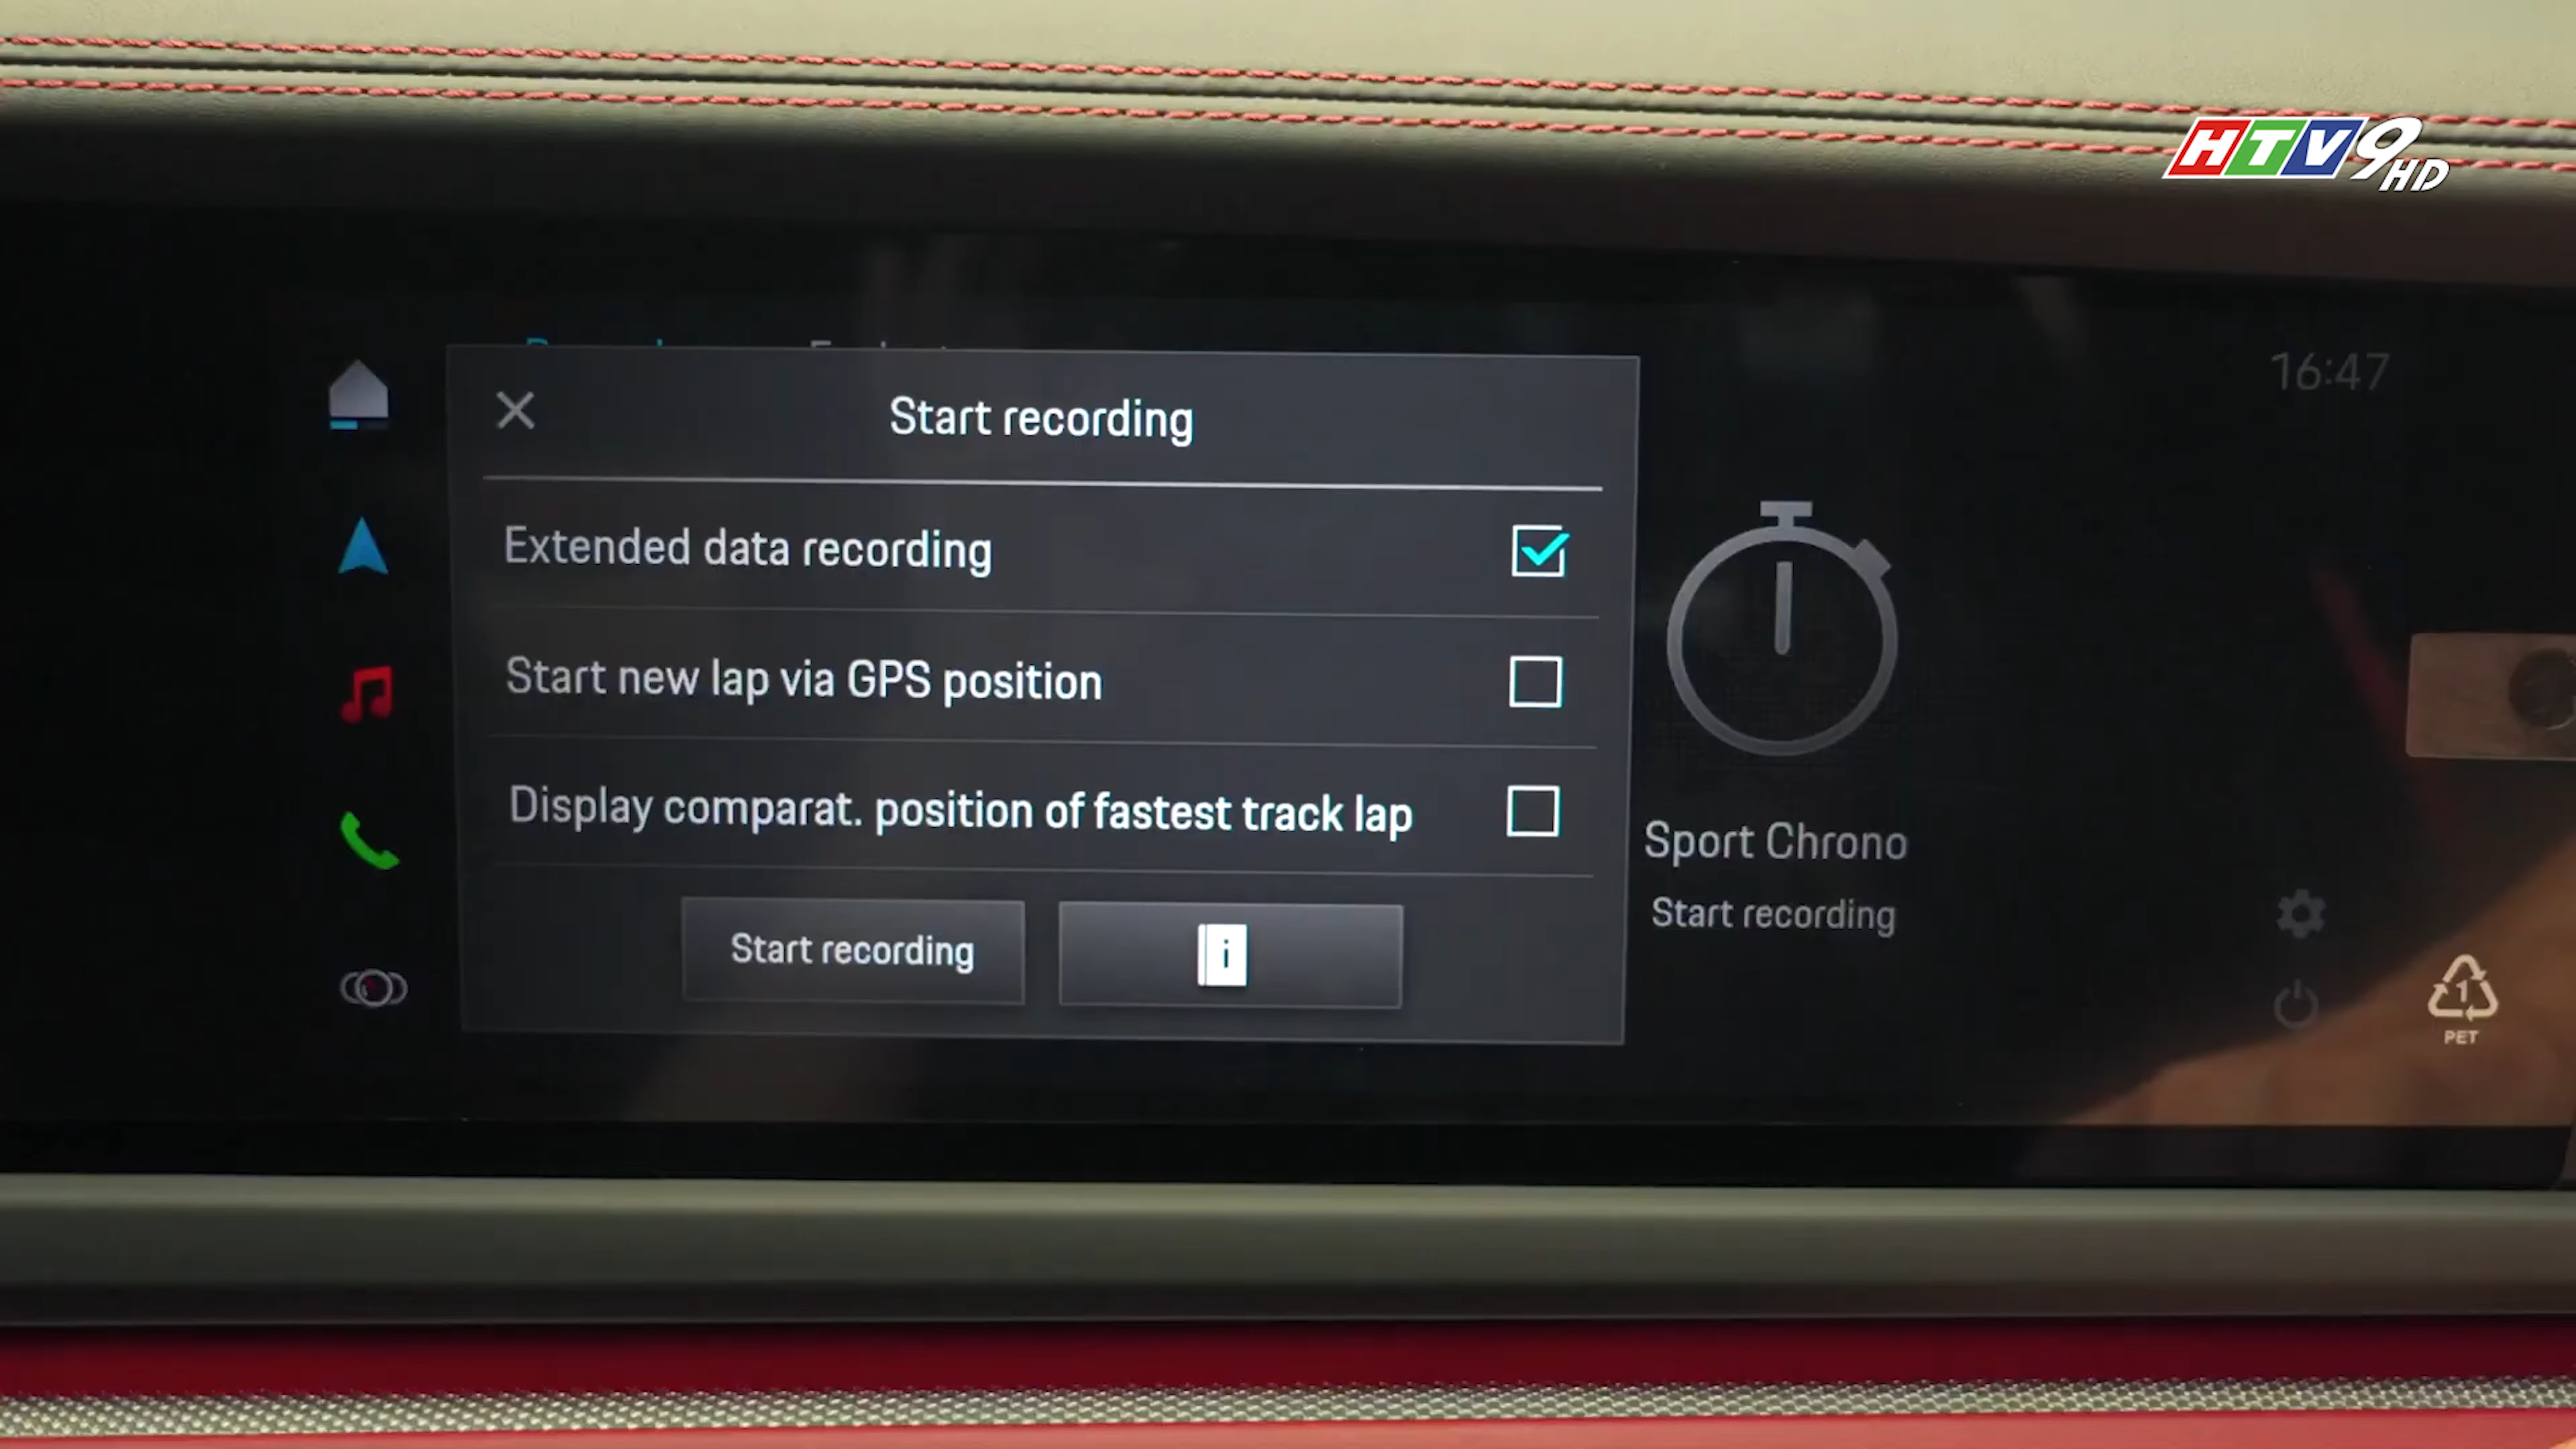 HTV9 HD
16:47
Start recording
Extended data recording
Start new lap via GPS position
Display comparat. position of fastest track lap
Start recording
i
Sport Chrono
Start recording
1
PET